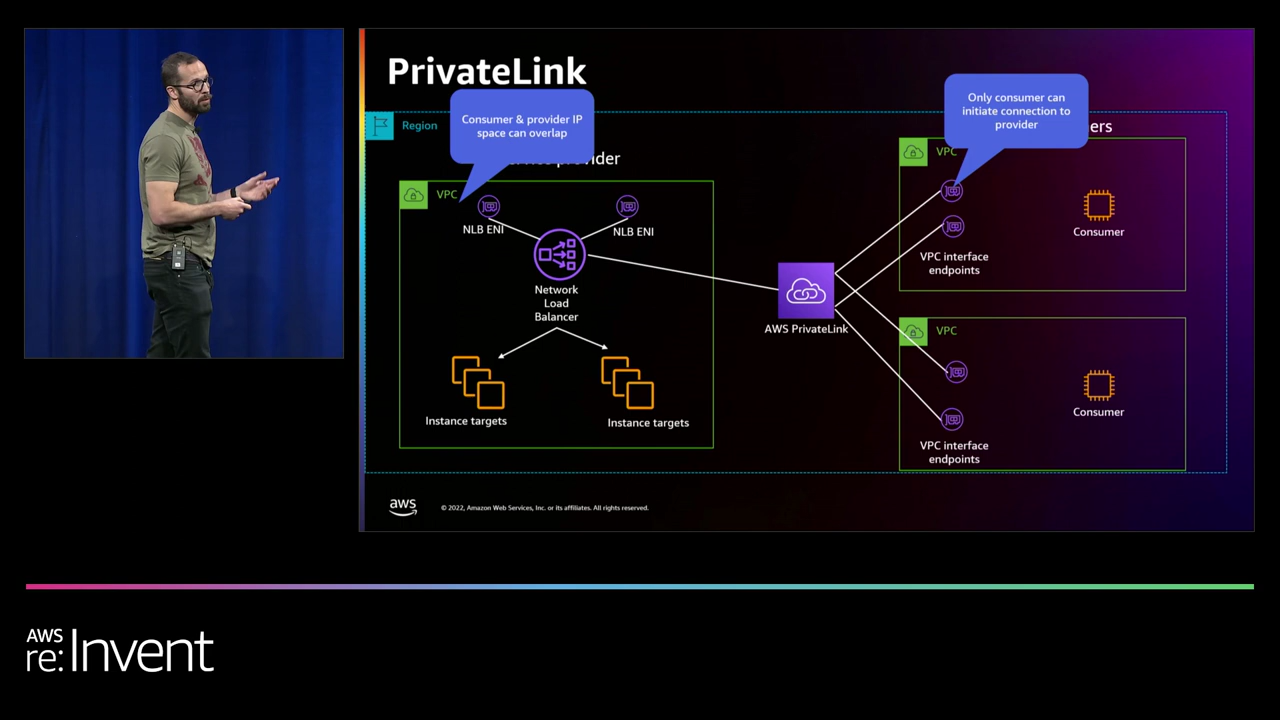 PrivateLink
Consumer & provider IP
space can overlap
Only consumer can
initiate connection to
provider
Region
provider
VPC
NLB ENI
NLB ENI
Network
Load
Balancer
Instance targets
Instance targets
AWS PrivateLink
VPC
VPC interface
endpoints
Consumer
VPC
VPC interface
endpoints
Consumer
aws
© 2022, Amazon Web Services, Inc. or its affiliates. All rights reserved.
AWS
re:Invent